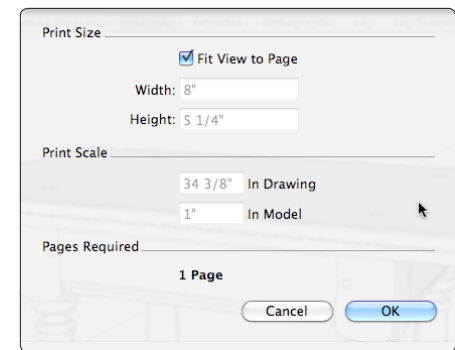 Print Size
Fit View to Page
Width: 8"
Height: 5 1/4"
Print Scale
34 3/8" In Drawing
1" In Model
Pages Required
1 Page
Cancel OK